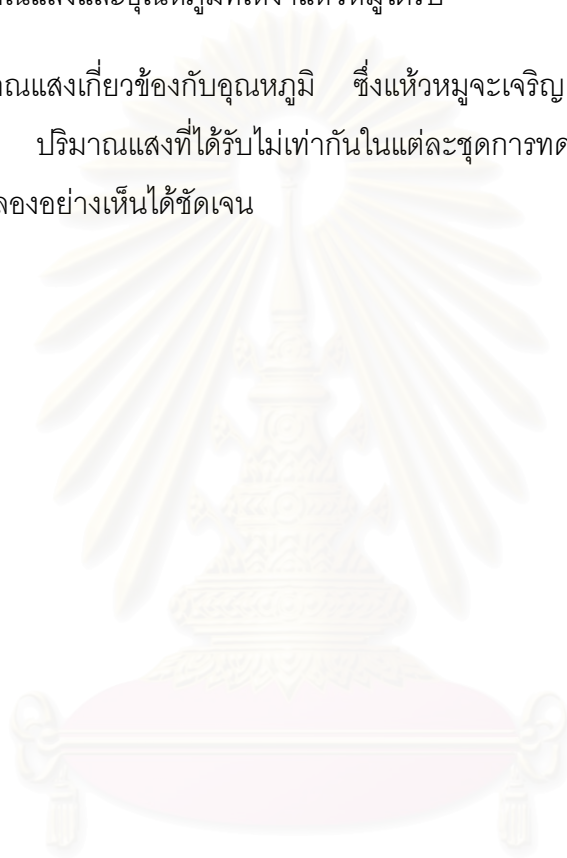 าณแสงเกี่ยวข้องกับอุณหภูมิ ซึ่งแห้วหมูจะเจริญ
ปริมาณแสงที่ได้รับไม่เท่ากันในแต่ละชุดการทด
ลองอย่างเห็นได้ชัดเจน